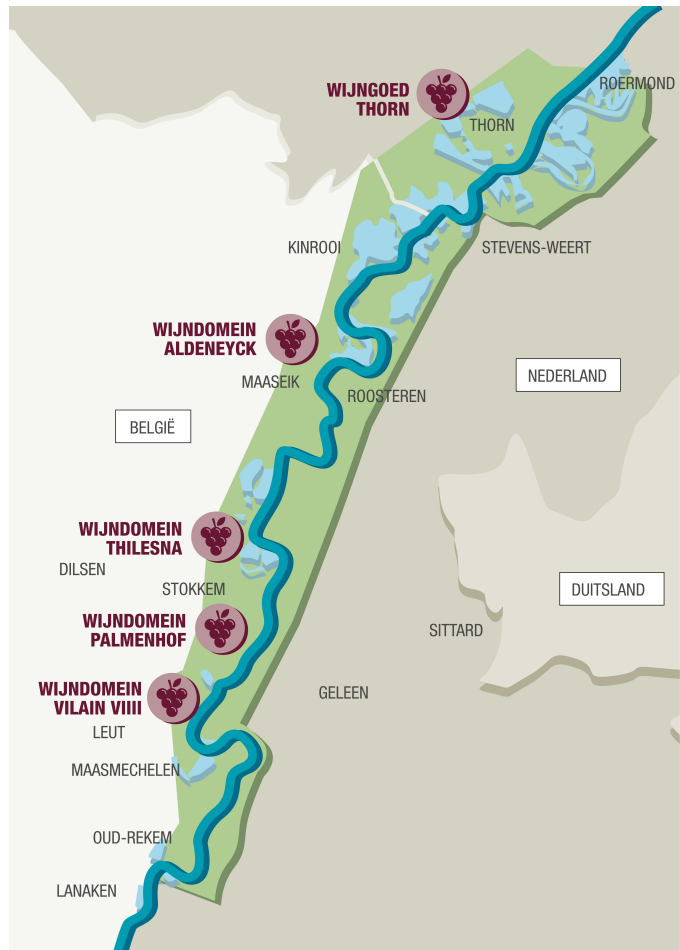 ROERMOND
WIJNGOED
THORN
THORN
KINROOI
STEVENS-WEERT
WIJNDOMEIN
ALDENEYCK
MAASEIK
NEDERLAND
ROOSTEREN
BELGIË
WIJNDOMEIN
THILESNA
DILSEN
STOKKEM
DUITSLAND
WIJNDOMEIN
PALMENHOF
SITTARD
WIJNDOMEIN
VILAIN VIIII
GELEEN
LEUT
MAASMECHELEN
OUD-REKEM
LANAKEN